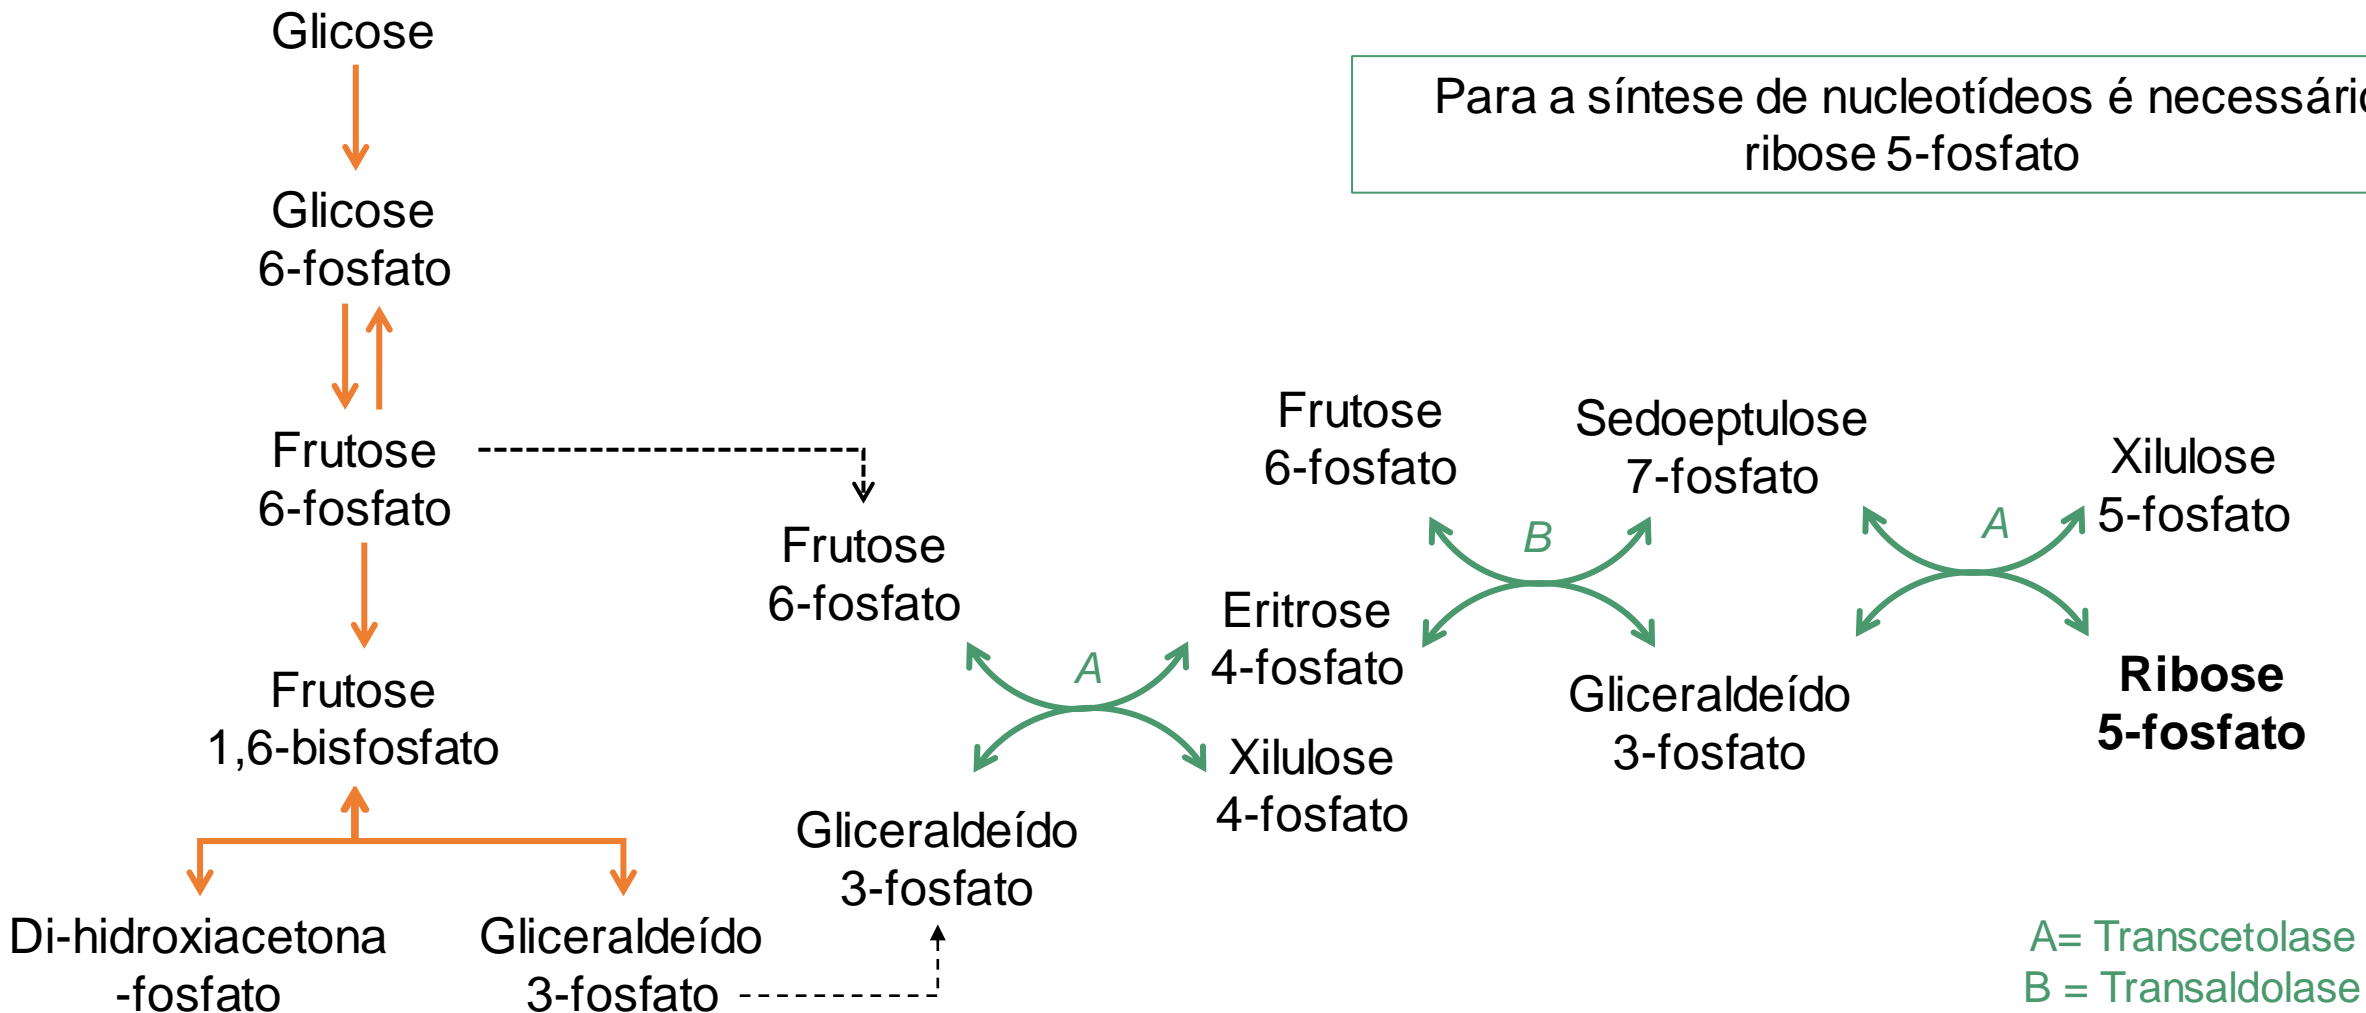 Glicose
Para a síntese de nucleotídeos é necessário
ribose 5-fosfato
Glicose
6-fosfato
Frutose
6-fosfato
Frutose
6-fosfato
Frutose
6-fosfato
Sedoeptulose
7-fosfato
Xilulose
5-fosfato
B
A
A
Eritrose
4-fosfato
Xilulose
4-fosfato
Gliceraldeído
3-fosfato
Ribose
5-fosfato
Frutose
1,6-bisfosfato
Gliceraldeído
3-fosfato
Di-hidroxiacetona
-fosfato
Gliceraldeído
3-fosfato
A= Transcetolase
B = Transaldolase